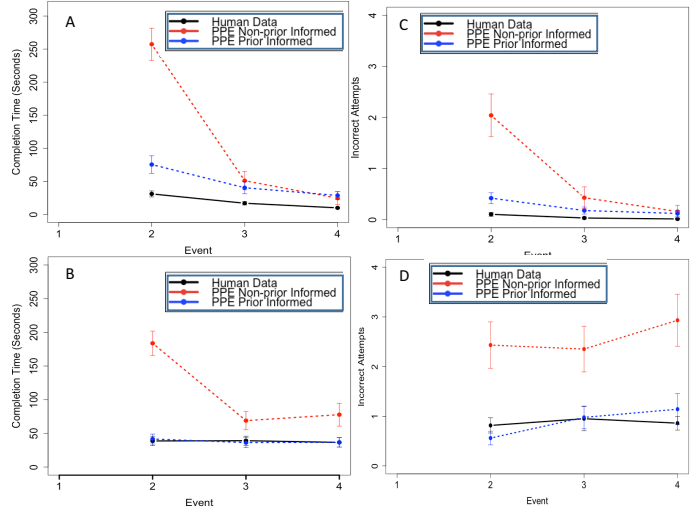 A
Human Data
PPE Non-prior Informed
PPE Prior Informed
Completion Time (Seconds)
300
250
200
150
100
50
0
1 2 3 4
Event
C
Human Data
PPE Non-prior Informed
PPE Prior Informed
Incorrect Attempts
4
3
2
1
0
1 2 3 4
Event
B
Human Data
PPE Non-prior Informed
PPE Prior Informed
Completion Time (Seconds)
300
250
200
150
100
50
0
1 2 3 4
Event
D
Human Data
PPE Non-prior Informed
PPE Prior Informed
Incorrect Attempts
4
3
2
1
0
1 2 3 4
Event